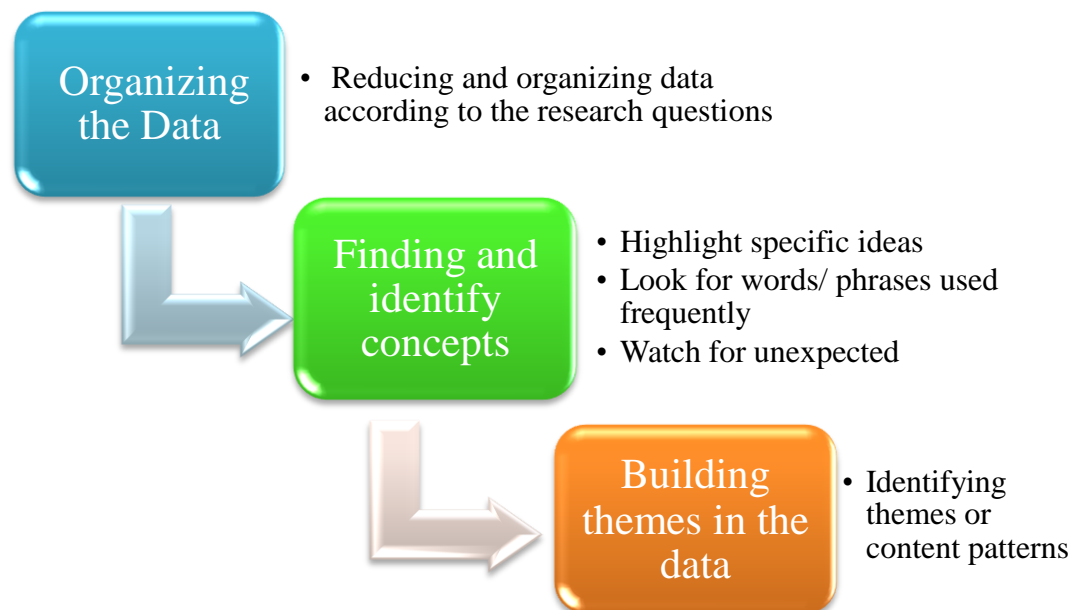 Organizing
the Data
• Reducing and organizing data
according to the research questions
Finding and
identify
concepts
• Highlight specific ideas
• Look for words/ phrases used
frequently
• Watch for unexpected
Building
themes in the
data
• Identifying
themes or
content patterns